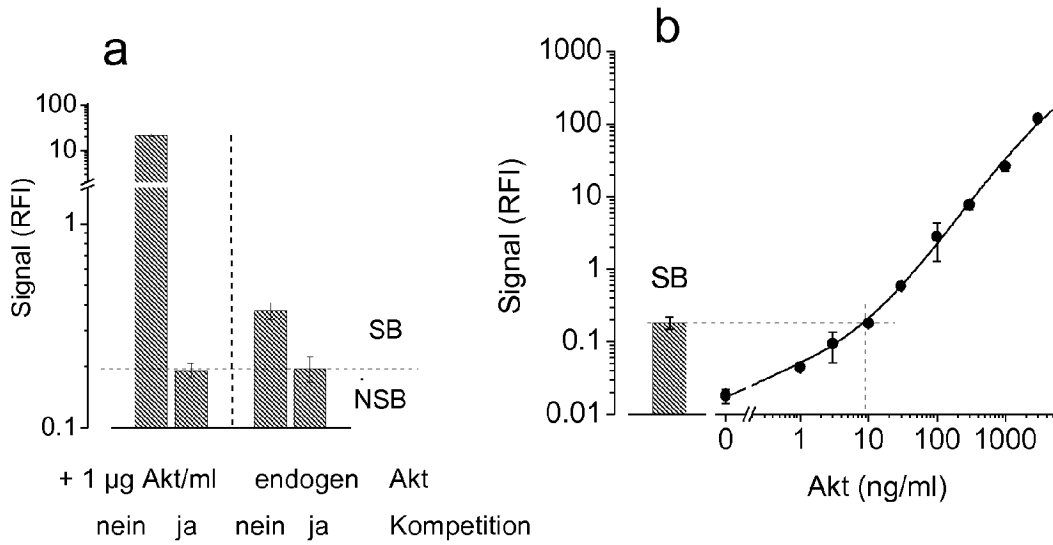 a
100
10
1
0.1
Signal (RFI)
SB
NSB
+ 1 µg Akt/ml endogen Akt
nein ja nein ja Kompetition
b
1000
100
10
1
0.1
0.01
Signal (RFI)
SB
0 1 10 100 1000
Akt (ng/ml)